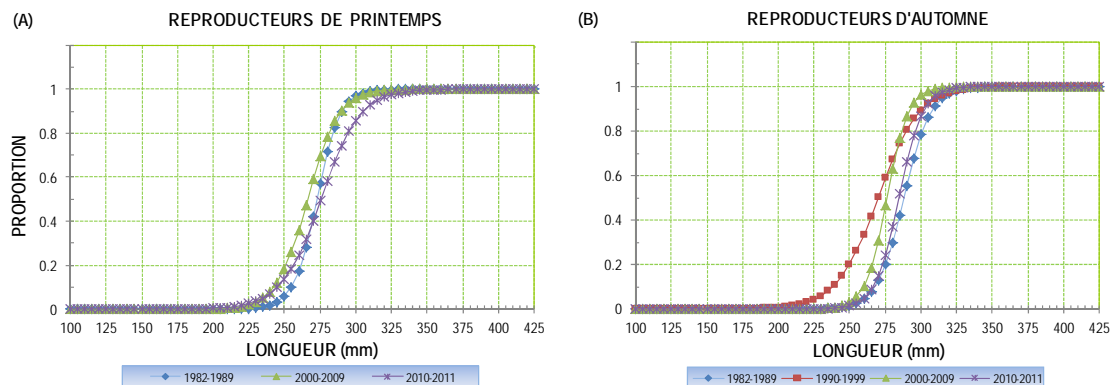 (A) REPRODUCTEURS DE PRINTEMPS
PROPORTION
1
0.8
0.6
0.4
0.2
0
100 125 150 175 200 225 250 275 300 325 350 375 400 425
LONGUEUR (mm)
1982-1989 2000-2009 2010-2011
(B) REPRODUCTEURS D'AUTOMNE
1
0.8
0.6
0.4
0.2
0
100 125 150 175 200 225 250 275 300 325 350 375 400 425
LONGUEUR (mm)
1982-1989 1990-1999 2000-2009 2010-2011